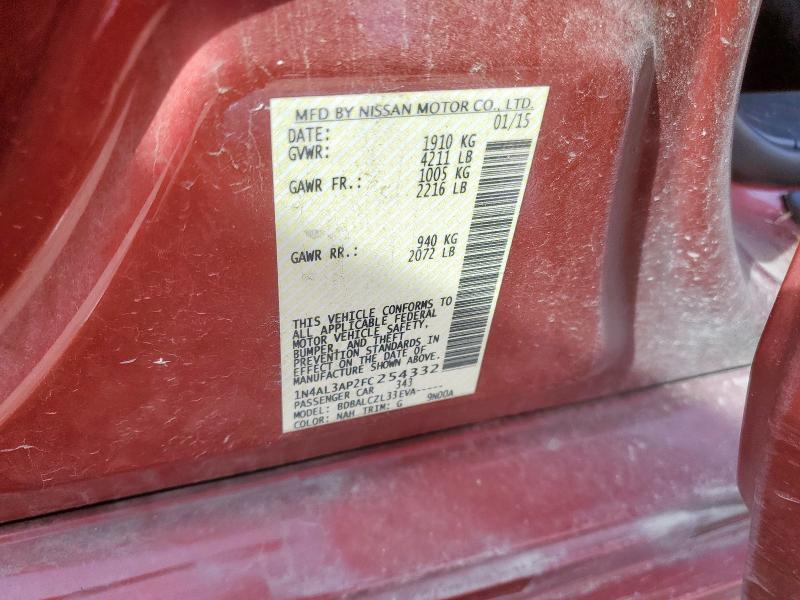 MFD BY NISSAN MOTOR CO., LTD.
DATE: 01/15
GVWR: 1910 KG
4211 LB
GAWR FR.: 1005 KG
2216 LB
GAWR RR.: 940 KG
2072 LB
THIS VEHICLE CONFORMS TO
ALL APPLICABLE FEDERAL
MOTOR VEHICLE SAFETY,
BUMPER, AND THEFT
PREVENTION STANDARDS IN
EFFECT ON THE DATE OF
MANUFACTURE SHOWN ABOVE.
1N4AL3AP2FC254332
PASSENGER CAR 343
MODEL: BDBALCZL33EVA-----
COLOR: NAH TRIM: G 9N00A